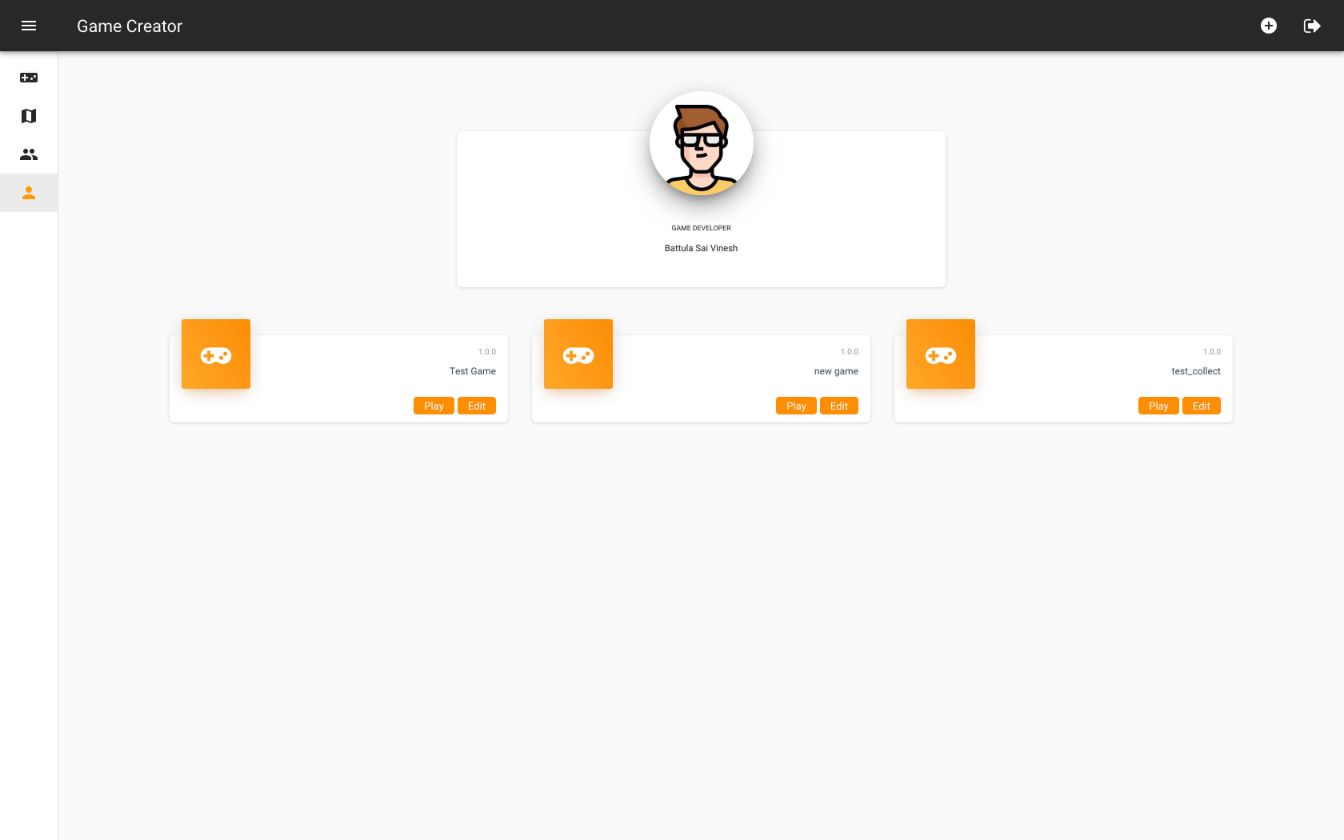 Game Creator
GAME DEVELOPER
Battula Sai Vinesh
1.0.0
Test Game
Play Edit
1.0.0
new game
Play Edit
1.0.0
test_collect
Play Edit